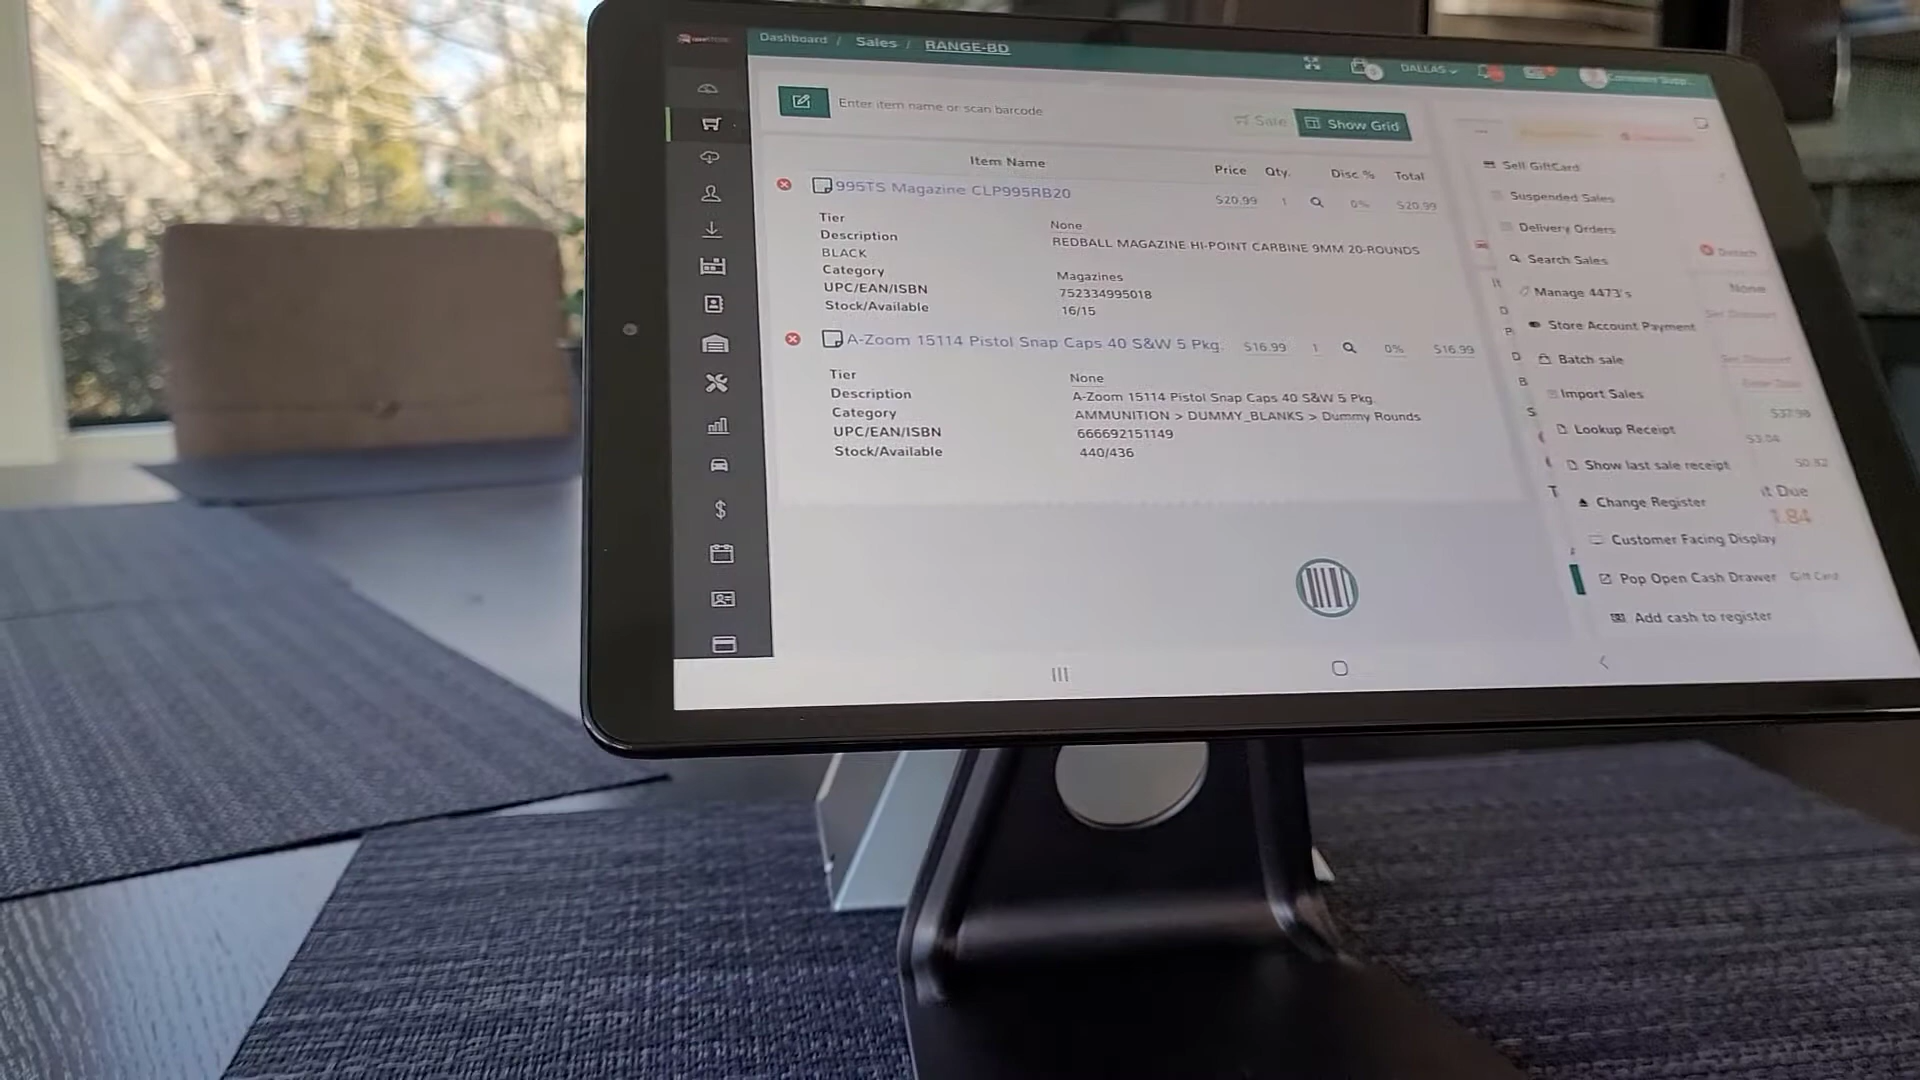 Dashboard / Sales / RANGE-BD
DALLAS
Enter item name or scan barcode
Sale
Show Grid
Item Name Price Qty. Disc % Total
995TS Magazine CLP995RB20 $20.99 1 0% $20.99
Tier None
Description REDBALL MAGAZINE HI-POINT CARBINE 9MM 20-ROUNDS
BLACK
Category Magazines
UPC/EAN/ISBN 752334995018
Stock/Available 16/15
A-Zoom 15114 Pistol Snap Caps 40 S&W 5 Pkg. $16.99 1 0% $16.99
Tier None
Description A-Zoom 15114 Pistol Snap Caps 40 S&W 5 Pkg.
Category AMMUNITION > DUMMY_BLANKS > Dummy Rounds
UPC/EAN/ISBN 666692151149
Stock/Available 440/436
Sell GiftCard
Suspended Sales
Delivery Orders
Search Sales
Manage 4473's
Store Account Payment
Batch sale
Import Sales
Lookup Receipt
Show last sale receipt
Change Register
Customer Facing Display
Pop Open Cash Drawer
Add cash to register
Detach
None
$37.98
$3.04
$0.82
t Due
1.84
Gift Card